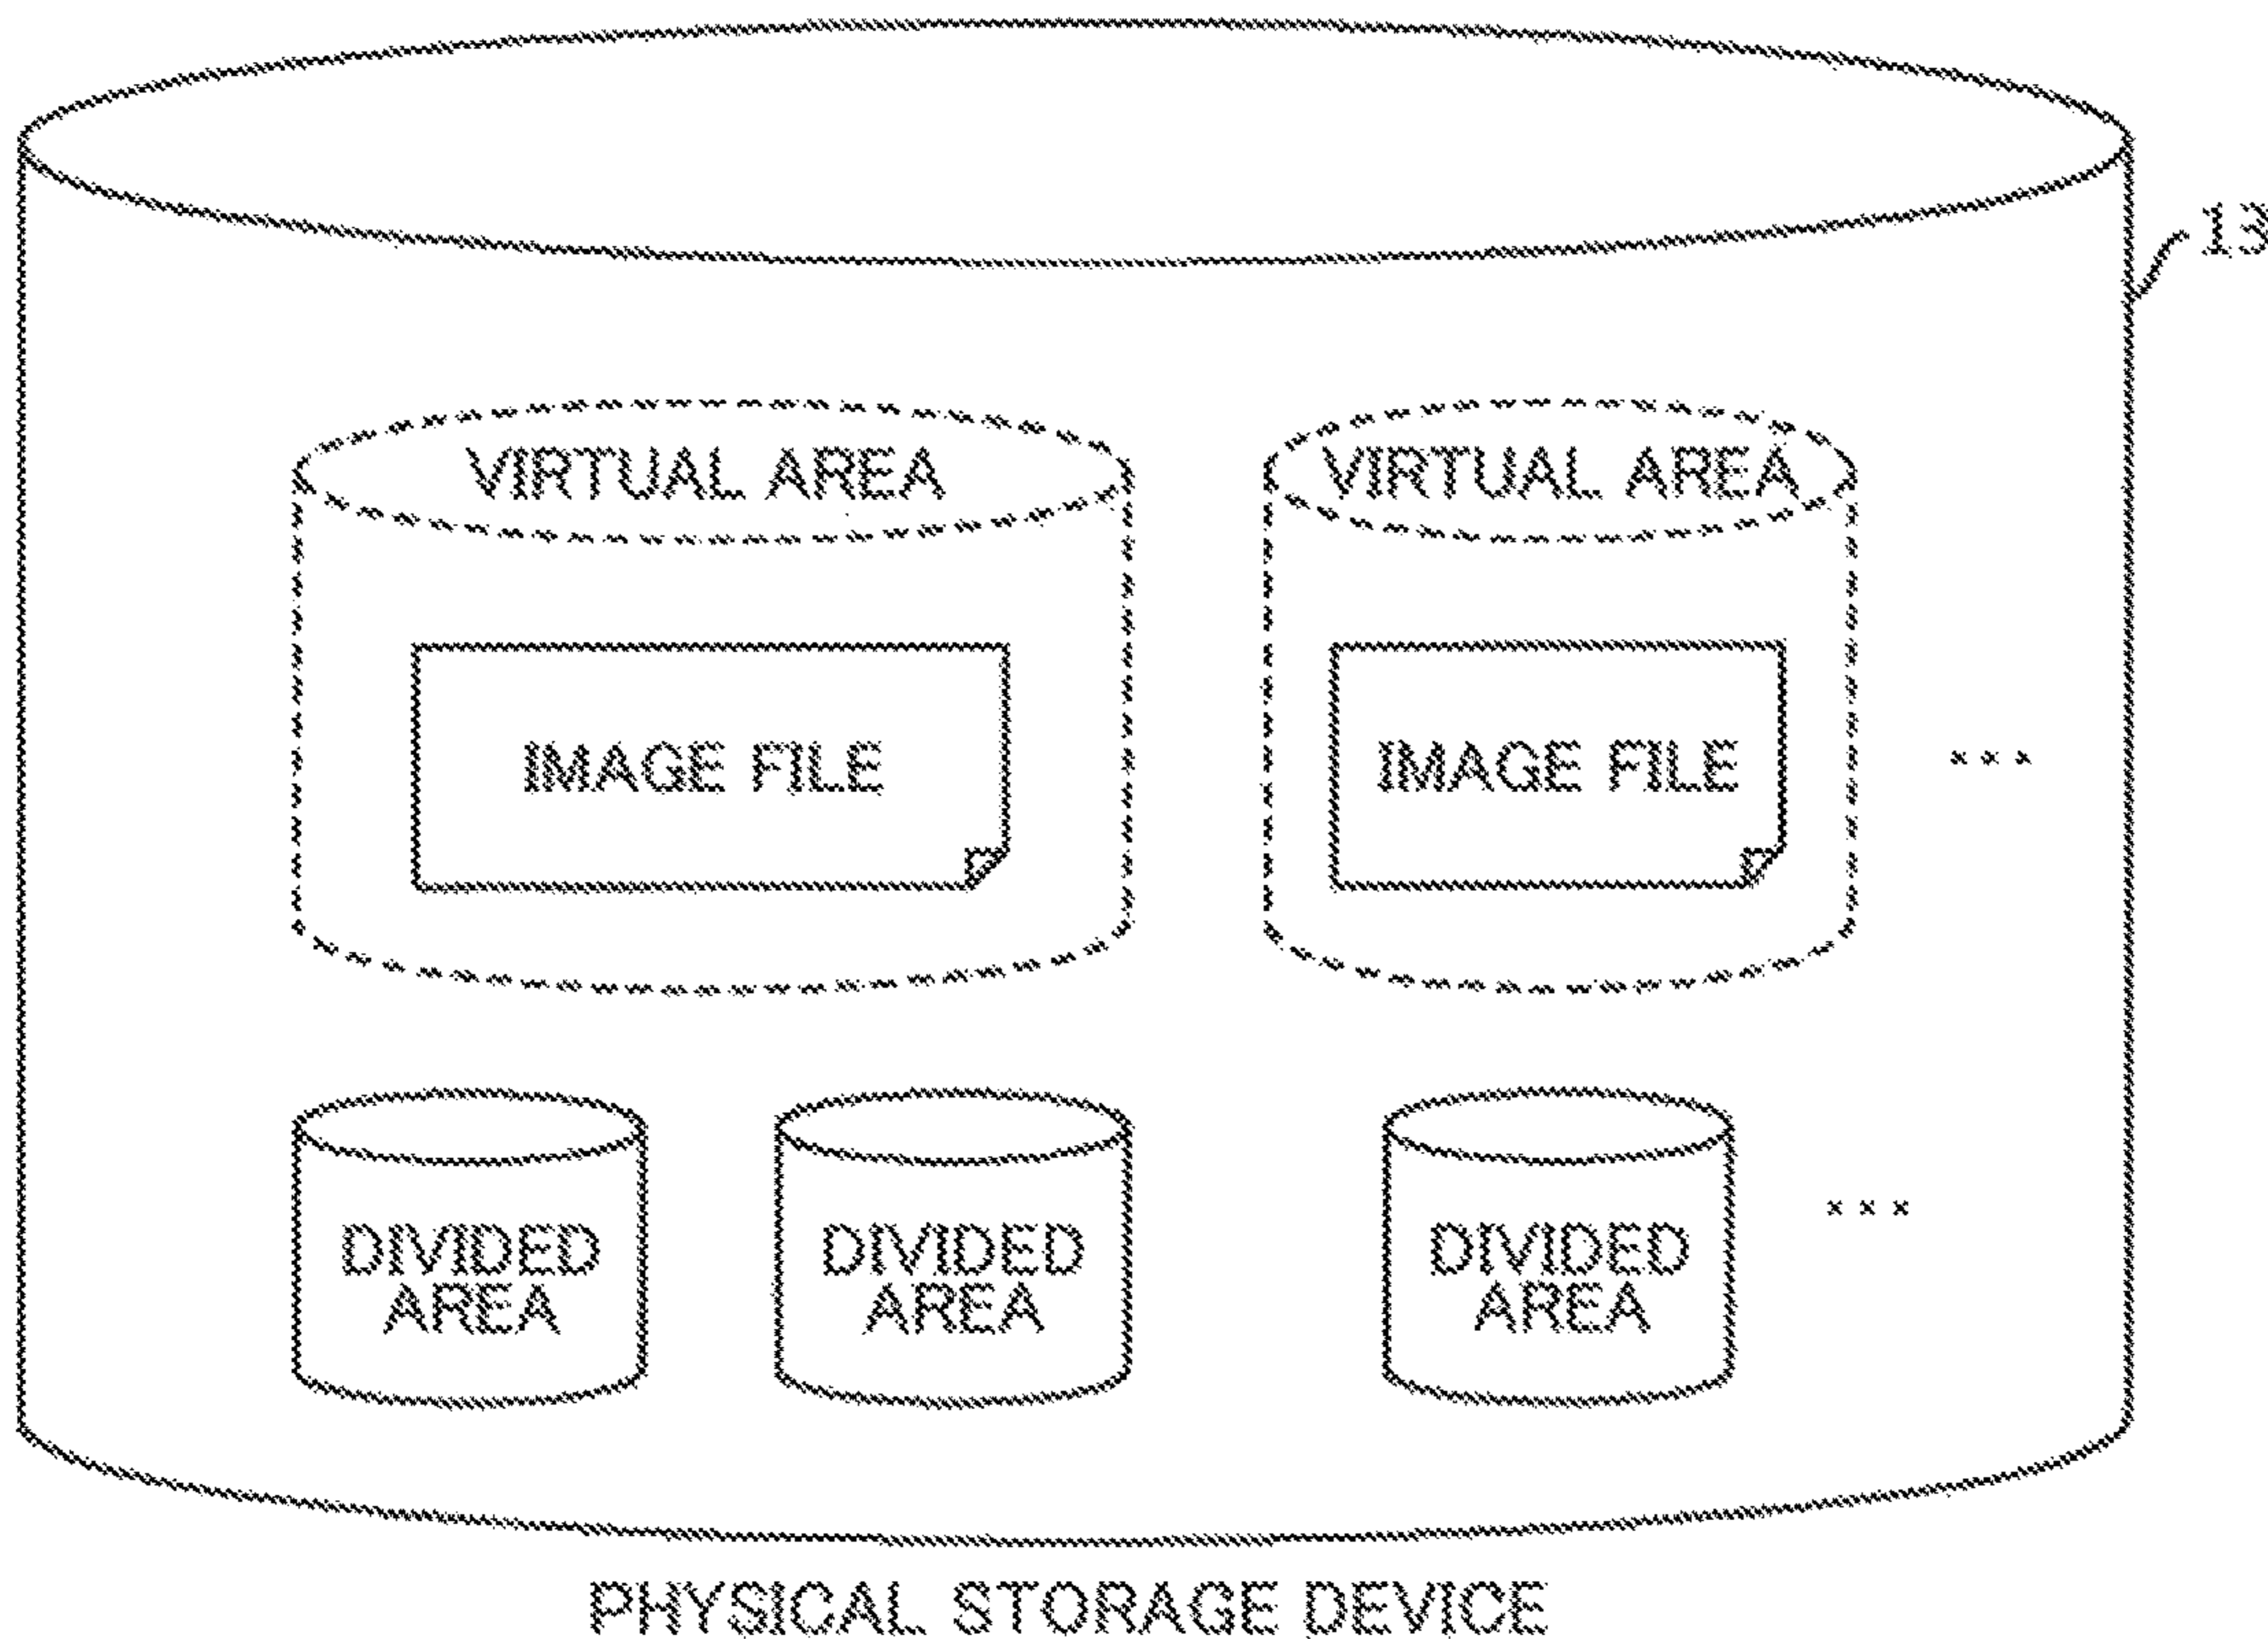 13
VIRTUAL AREA
VIRTUAL AREA
IMAGE FILE
IMAGE FILE
...
DIVIDED
AREA
DIVIDED
AREA
DIVIDED
AREA
...
PHYSICAL STORAGE DEVICE